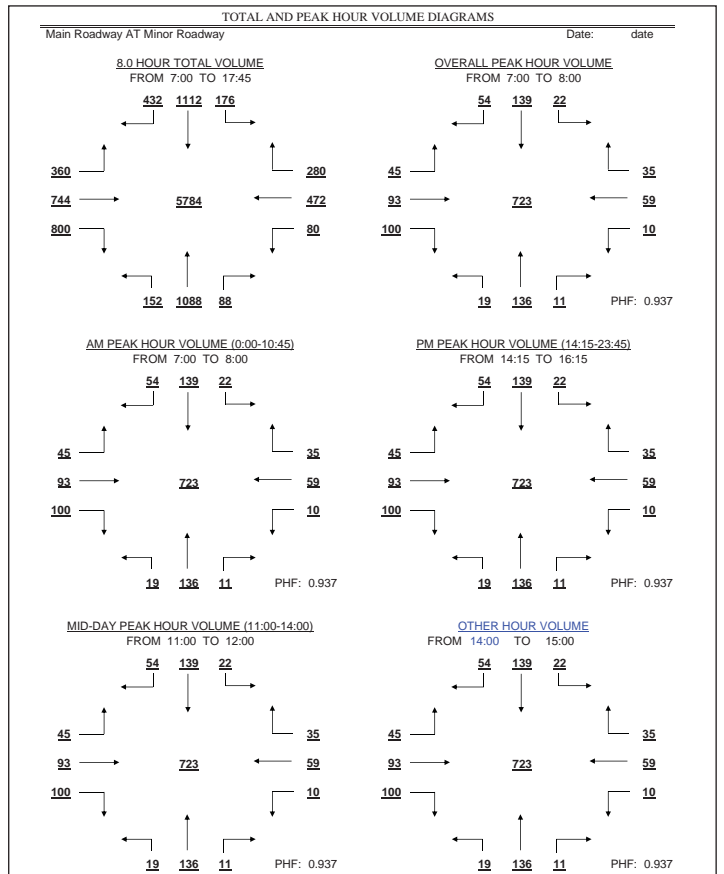 TOTAL AND PEAK HOUR VOLUME DIAGRAMS
Main Roadway AT Minor Roadway Date: date
8.0 HOUR TOTAL VOLUME
FROM 7:00 TO 17:45
432 1112 176
360 280
744 5784 472
800 80
152 1088 88
OVERALL PEAK HOUR VOLUME
FROM 7:00 TO 8:00
54 139 22
45 35
93 723 59
100 10
19 136 11 PHF: 0.937
AM PEAK HOUR VOLUME (0:00-10:45)
FROM 7:00 TO 8:00
54 139 22
45 35
93 723 59
100 10
19 136 11 PHF: 0.937
PM PEAK HOUR VOLUME (14:15-23:45)
FROM 14:15 TO 16:15
54 139 22
45 35
93 723 59
100 10
19 136 11 PHF: 0.937
MID-DAY PEAK HOUR VOLUME (11:00-14:00)
FROM 11:00 TO 12:00
54 139 22
45 35
93 723 59
100 10
19 136 11 PHF: 0.937
OTHER HOUR VOLUME
FROM 14:00 TO 15:00
54 139 22
45 35
93 723 59
100 10
19 136 11 PHF: 0.937